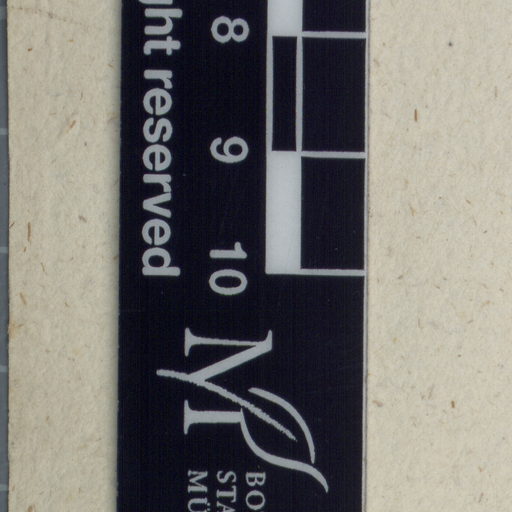 ght reserved
8 9 10
M
BO
STA
MÜ